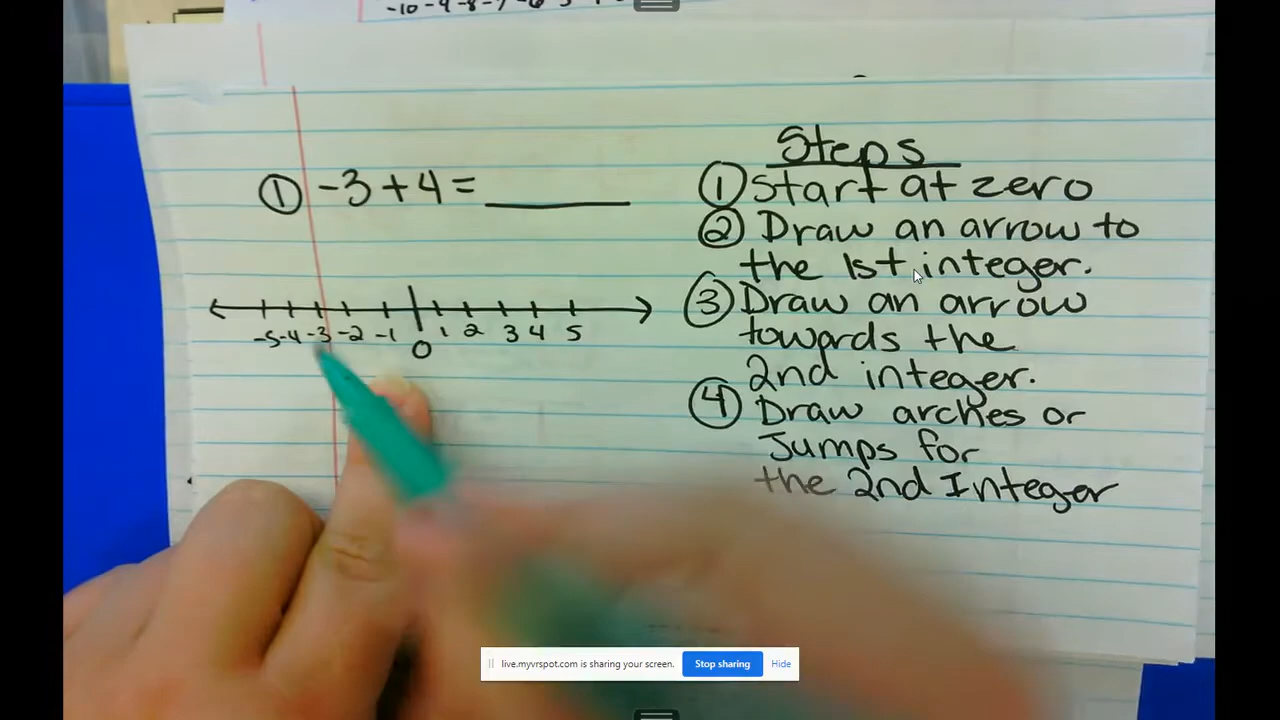 ① -3 + 4 = ______
-5 -4 -3 -2 -1 0 1 2 3 4 5
Steps
① Start at zero
② Draw an arrow to
the 1st integer.
③ Draw an arrow
towards the
2nd integer.
④ Draw arches or
Jumps for
the 2nd Integer
live.myvrspot.com is sharing your screen.
Stop sharing
Hide